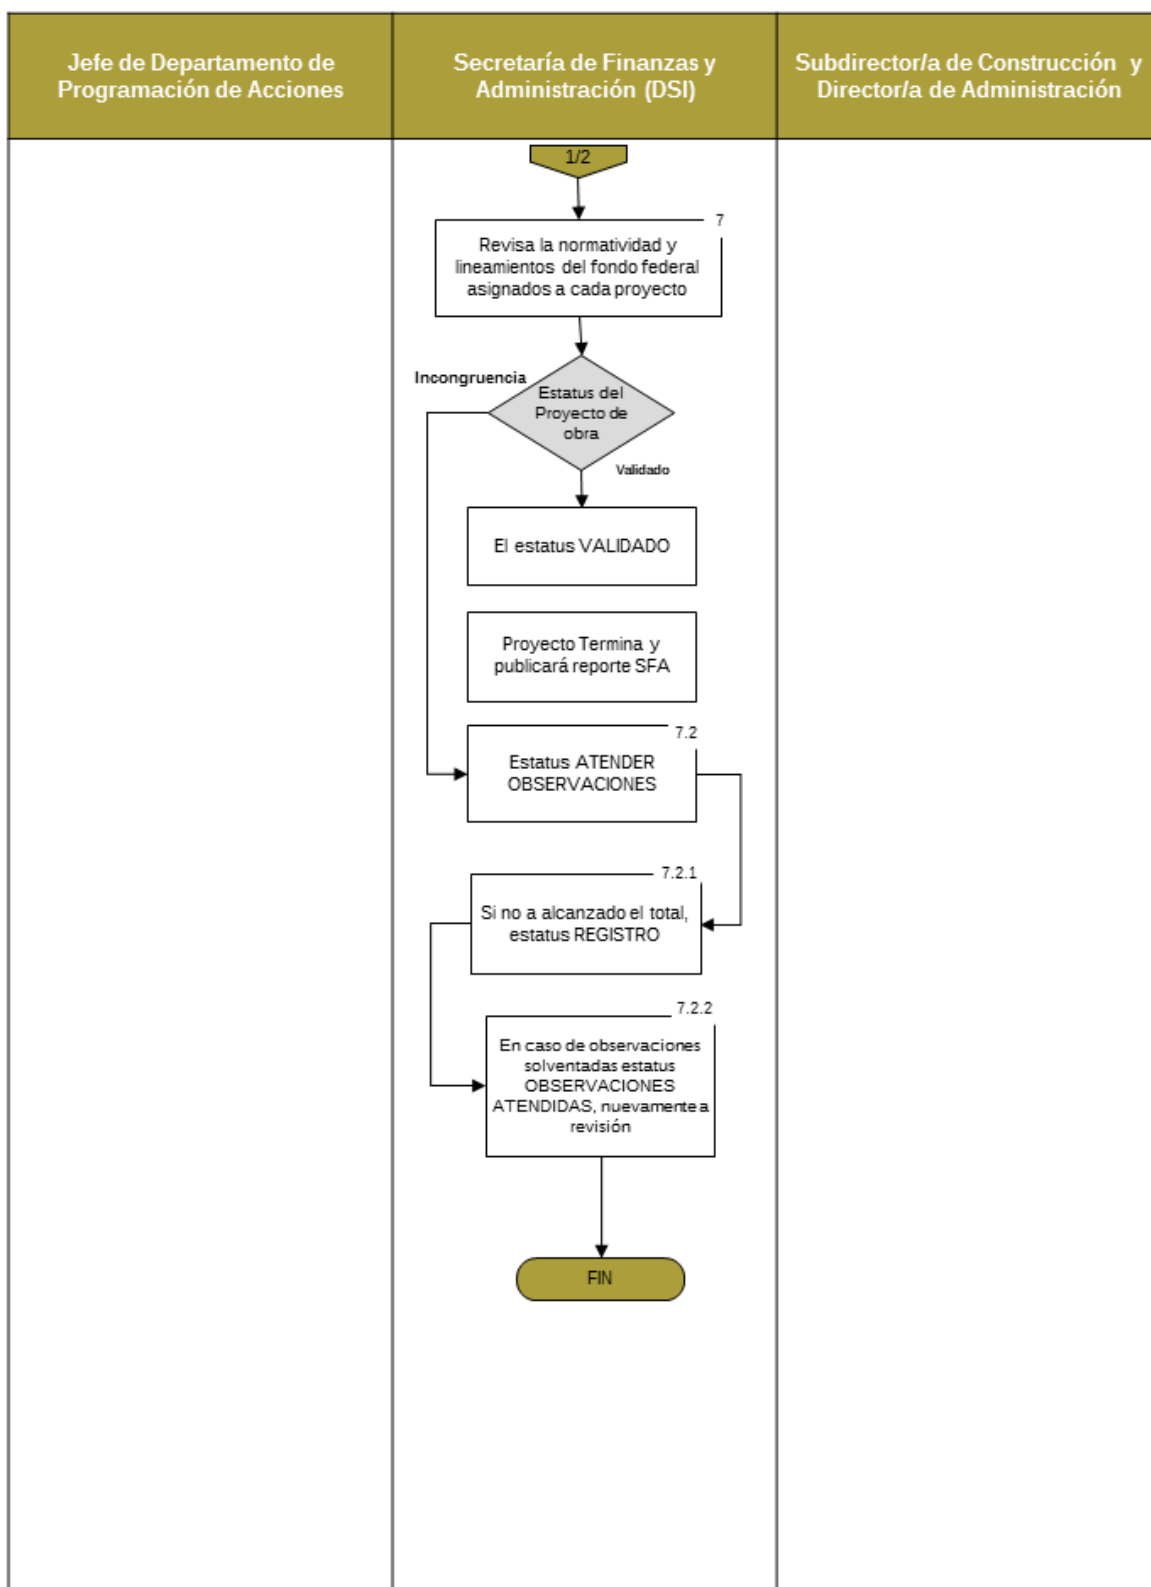 Jefe de Departamento de
Programación de Acciones
Secretaría de Finanzas y
Administración (DSI)
Subdirector/a de Construcción y
Director/a de Administración
1/2
7
Revisa la normatividad y
lineamientos del fondo federal
asignados a cada proyecto
Incongruencia
Estatus del
Proyecto de
obra
Validado
El estatus VALIDADO
Proyecto Termina y
publicará reporte SFA
7.2
Estatus ATENDER
OBSERVACIONES
7.2.1
Si no a alcanzado el total,
estatus REGISTRO
7.2.2
En caso de observaciones
solventadas estatus
OBSERVACIONES
ATENDIDAS, nuevamente a
revisión
FIN